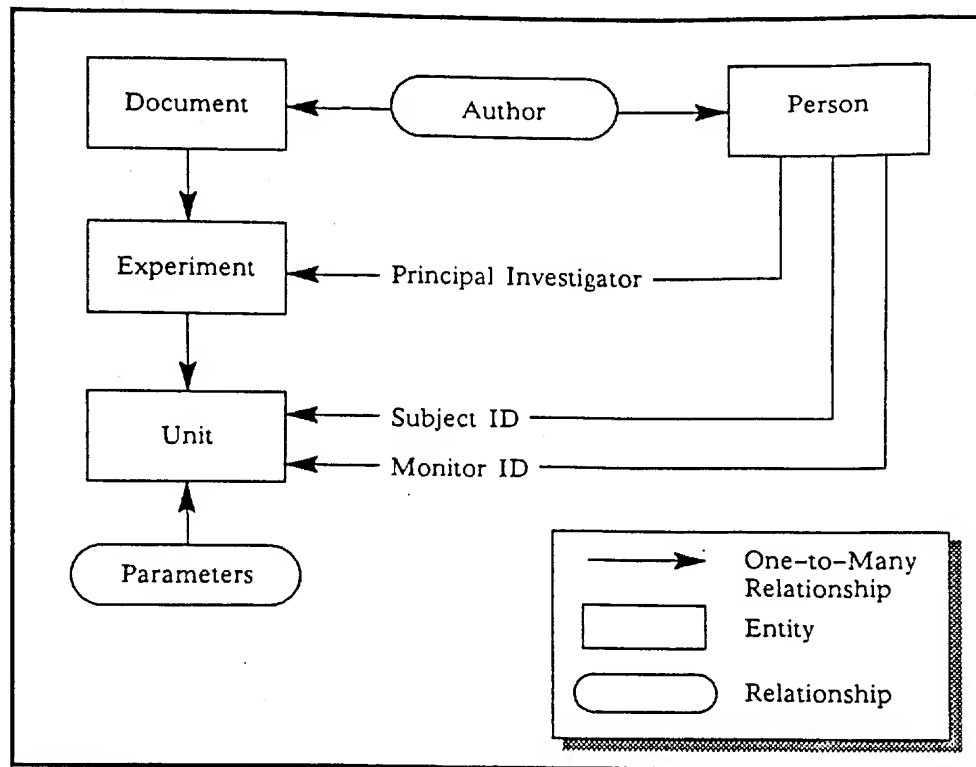 Document
Author
Person
Experiment
Principal Investigator
Unit
Subject ID
Monitor ID
Parameters
One-to-Many
Relationship
Entity
Relationship